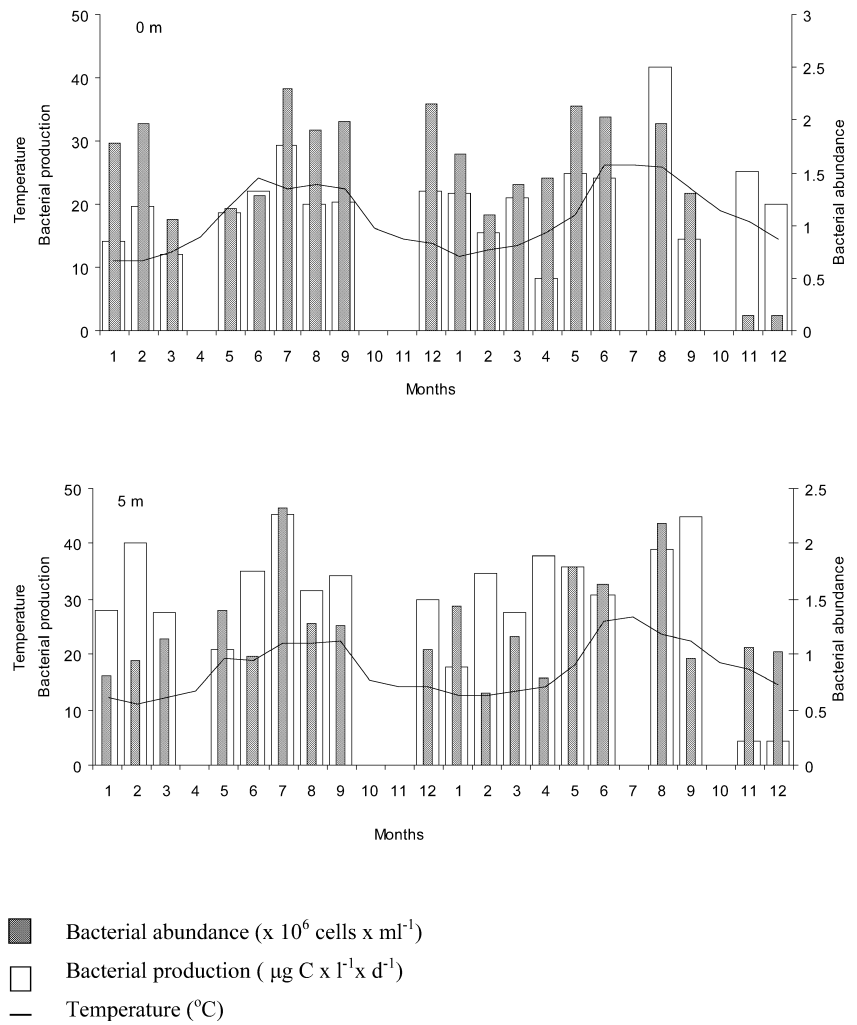 0 m
50
40
30
20
10
0
Temperature
Bacterial production
3
2.5
2
1.5
1
0.5
0
Bacterial abundance
1 2 3 4 5 6 7 8 9 10 11 12 1 2 3 4 5 6 7 8 9 10 11 12
Months
5 m
50
40
30
20
10
0
Temperature
Bacterial production
2.5
2
1.5
1
0.5
0
Bacterial abundance
1 2 3 4 5 6 7 8 9 10 11 12 1 2 3 4 5 6 7 8 9 10 11 12
Months
Bacterial abundance (x 10⁶ cells x ml⁻¹)
Bacterial production ( μg C x l⁻¹x d⁻¹)
Temperature (ᵒC)